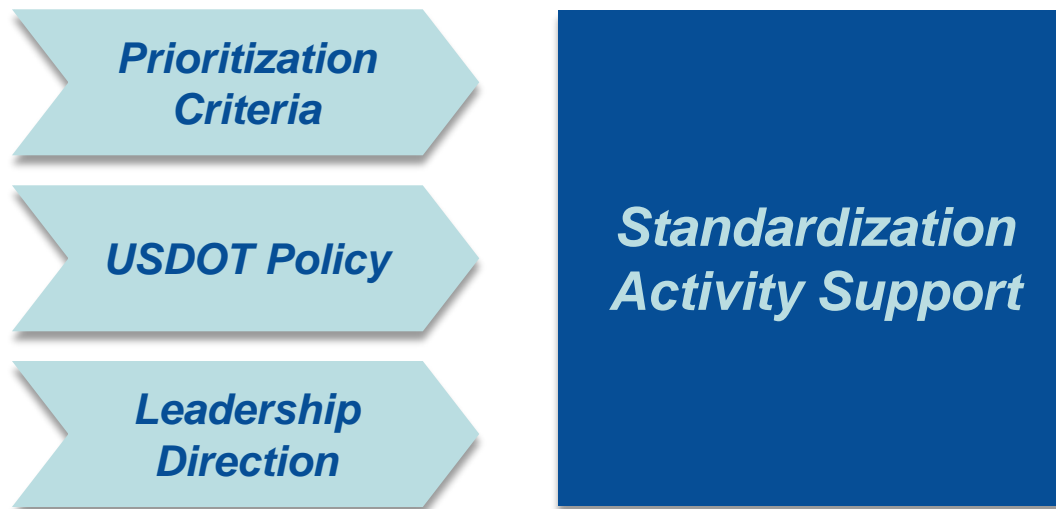 Prioritization
Criteria
USDOT Policy
Leadership
Direction
Standardization
Activity Support